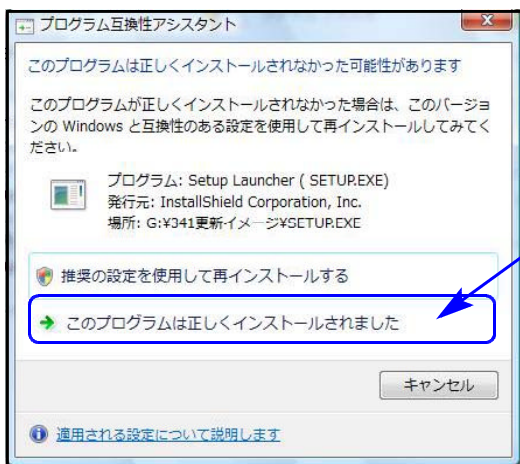 プログラム互換性アシスタント
このプログラムは正しくインストールされなかった可能性があります
このプログラムが正しくインストールされなかった場合は、このバージョ
ンの Windows と互換性のある設定を使用して再インストールしてみてく
ださい。
プログラム: Setup Launcher ( SETUP.EXE)
発行元: InstallShield Corporation, Inc.
場所: G:¥341更新イメージ¥SETUP.EXE
推奨の設定を使用して再インストールする
このプログラムは正しくインストールされました
キャンセル
適用される設定について説明します